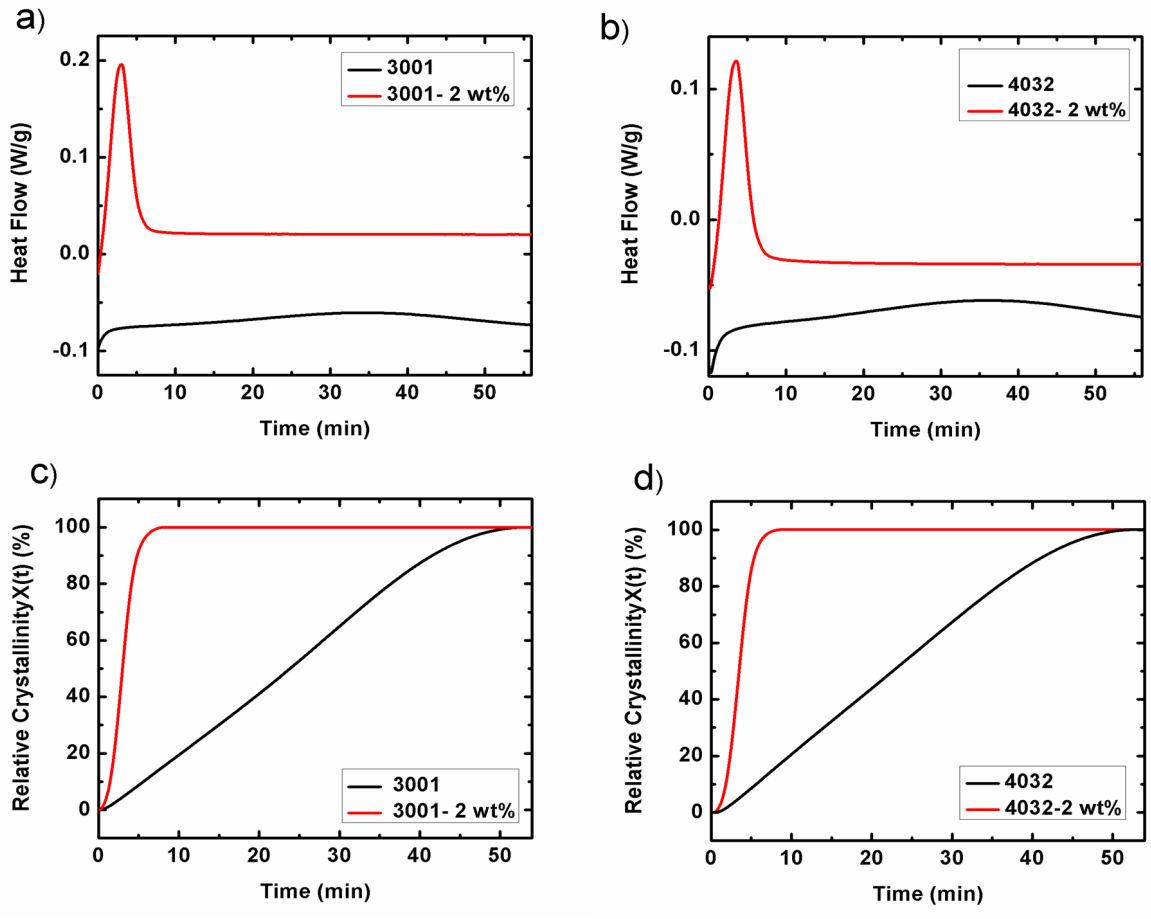 a)
0.2
0.1
0.0
-0.1
Heat Flow (W/g)
3001
3001- 2 wt%
0 10 20 30 40 50
Time (min)
b)
0.1
0.0
-0.1
Heat Flow (W/g)
4032
4032- 2 wt%
0 10 20 30 40 50
Time (min)
c)
100
80
60
40
20
0
Relative CrystallinityX(t) (%)
3001
3001- 2 wt%
0 10 20 30 40 50
Time (min)
d)
100
80
60
40
20
0
Relative CrystallinityX(t) (%)
4032
4032-2 wt%
0 10 20 30 40 50
Time (min)